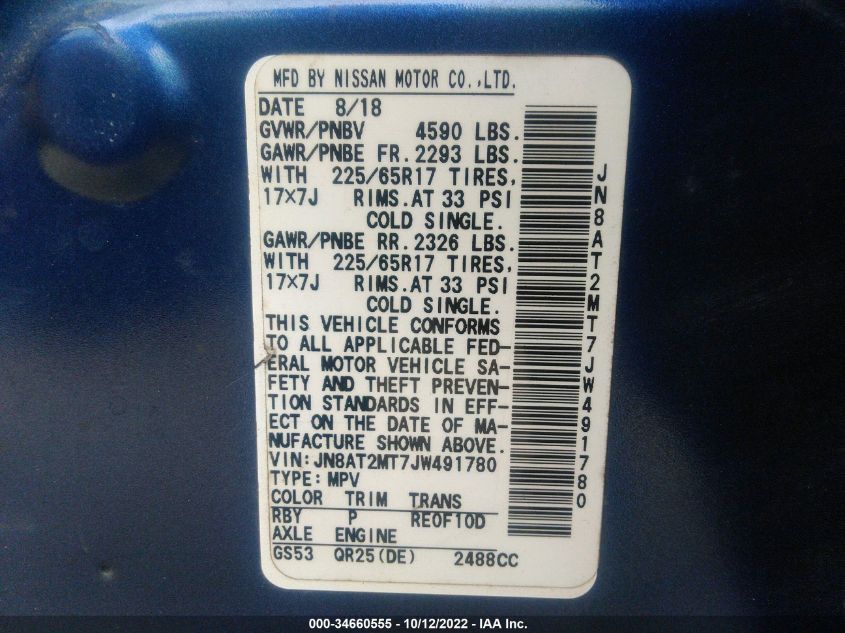 MFD BY NISSAN MOTOR CO.,LTD.
DATE 8/18
GVWR/PNBV 4590 LBS.
GAWR/PNBE FR. 2293 LBS.
WITH 225/65R17 TIRES,
17×7J RIMS.AT 33 PSI
COLD SINGLE.
GAWR/PNBE RR. 2326 LBS.
WITH 225/65R17 TIRES,
17×7J RIMS.AT 33 PSI
COLD SINGLE.
THIS VEHICLE CONFORMS
TO ALL APPLICABLE FED-
ERAL MOTOR VEHICLE SA-
FETY AND THEFT PREVEN-
TION STANDARDS IN EFF-
ECT ON THE DATE OF MA-
NUFACTURE SHOWN ABOVE.
VIN: JN8AT2MT7JW491780
TYPE: MPV
COLOR TRIM TRANS
RBY P RE0F10D
AXLE ENGINE
GS53 QR25(DE) 2488CC
JN8AT2MT7JW491780
000-34660555 - 10/12/2022 - IAA Inc.